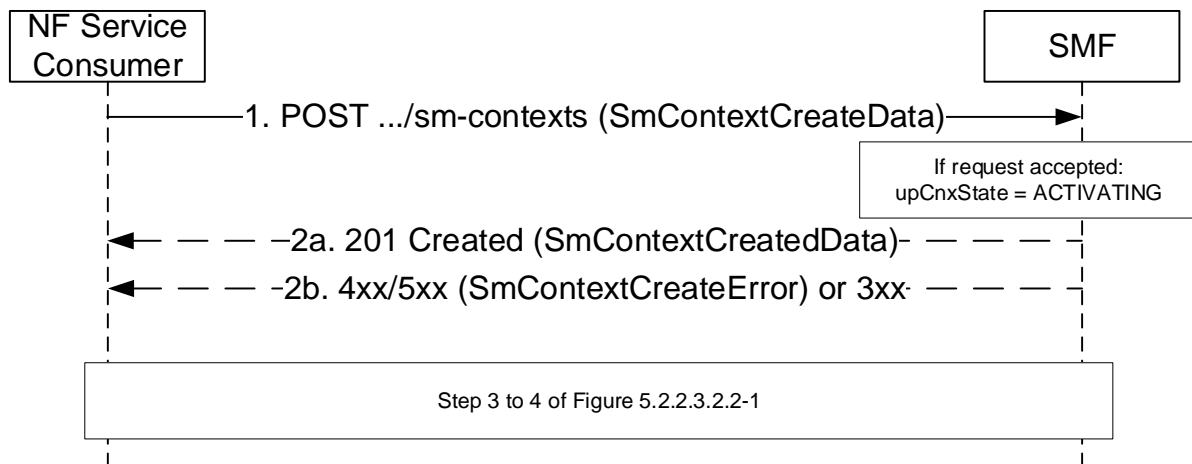 NF Service
Consumer
SMF
1. POST .../sm-contexts (SmContextCreateData)
If request accepted:
upCnxState = ACTIVATING
2a. 201 Created (SmContextCreatedData)
2b. 4xx/5xx (SmContextCreateError) or 3xx
Step 3 to 4 of Figure 5.2.2.3.2.2-1